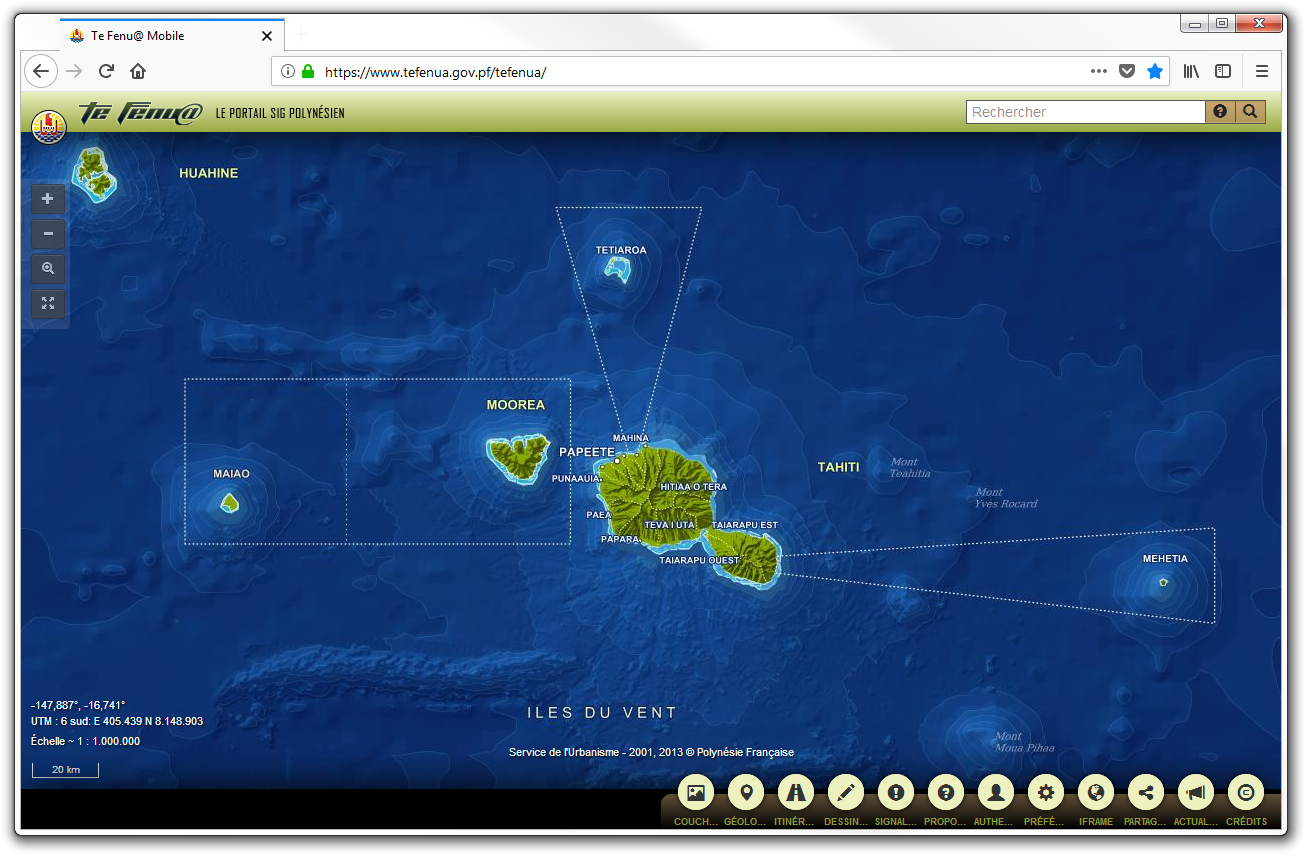 Te Fenu@ Mobile
https://www.tefenua.gov.pf/tefenua/
Te Fenu@ LE PORTAIL SIG POLYNÉSIEN
Rechercher
HUAHINE
TETIAROA
MOOREA
MAHINA
PAPEETE
TAHITI
Mont
Teahitia
MAIAO
PUNAAUIA
HITIAA O TERA
Mont
Yves Rocard
PAEA
TEVA I UTA
TAIARAPU EST
PAPARA
TAIARAPU OUEST
MEHETIA
-147,887°, -16,741°
UTM : 6 sud: E 405.439 N 8.148.903
Échelle ~ 1 : 1.000.000
20 km
ILES DU VENT
Mont
Moua Pihaa
Service de l'Urbanisme - 2001, 2013 © Polynésie Française
COUCH... GÉOLO... ITINÉR... DESSIN... SIGNAL... PROPO... AUTHE... PRÉFÉ... IFRAME PARTAG... ACTUAL... CRÉDITS